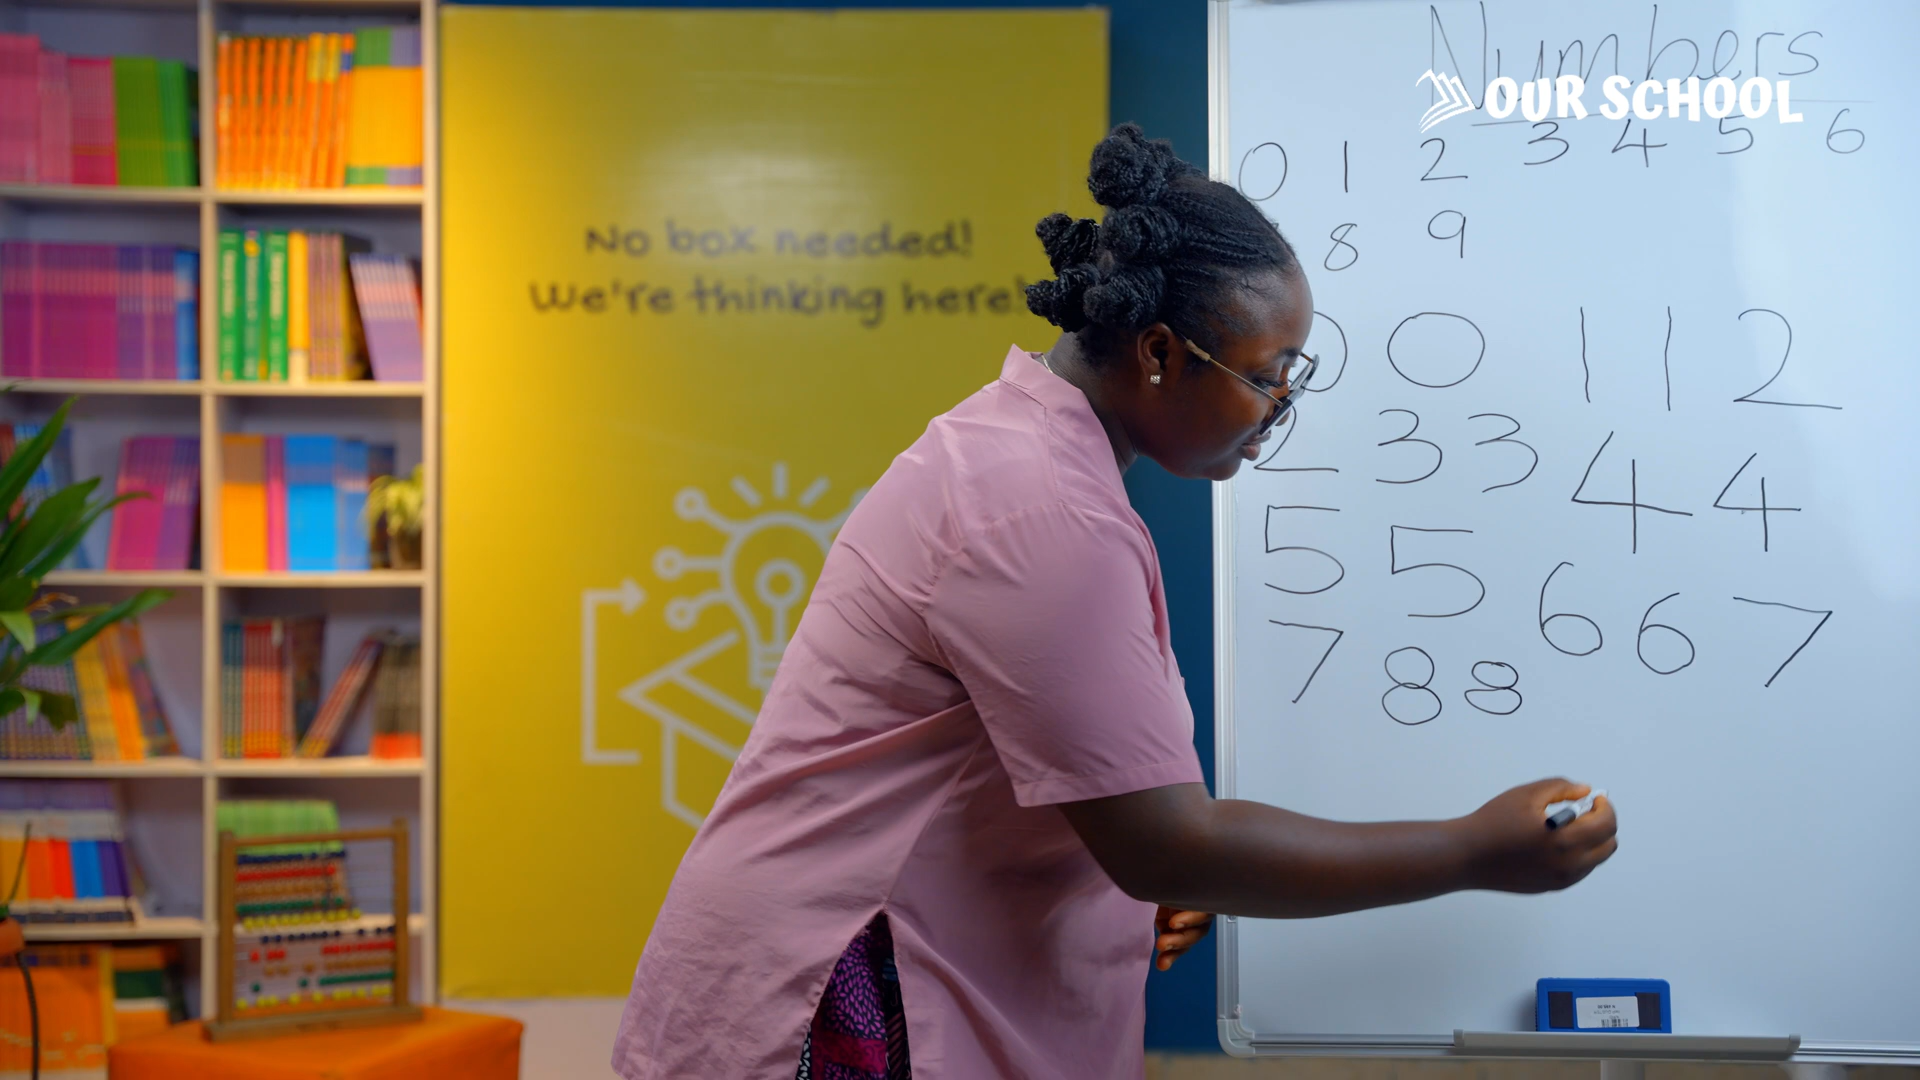 No box needed!
We're thinking here!
Numbers
OUR SCHOOL
0 1 2 3 4 5 6
8 9
0 0 1 1 2
2 3 3 4 4
5 5 6 6 7
7 8 8